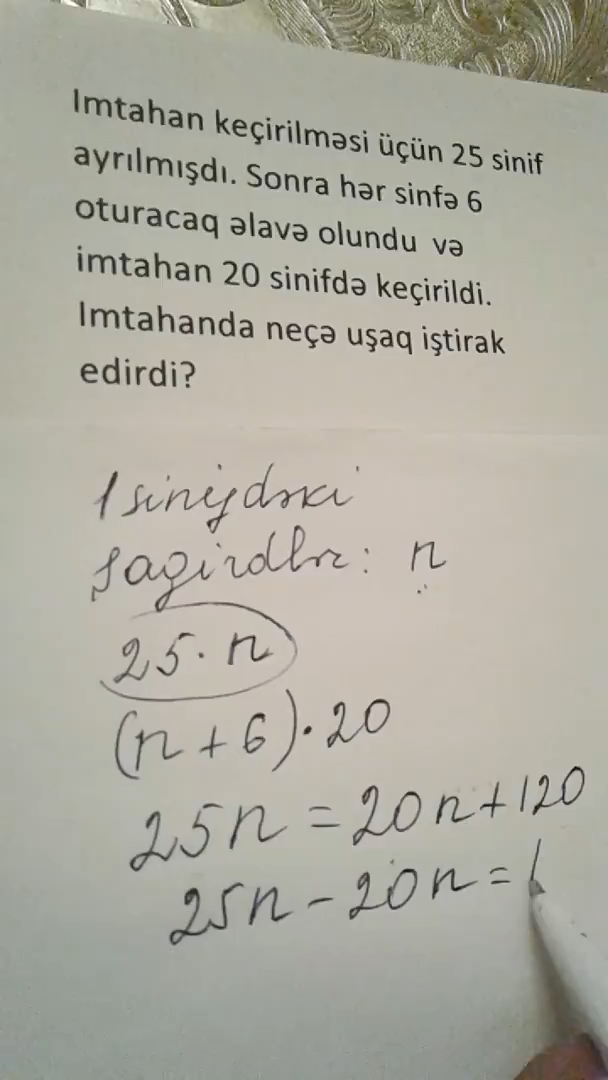 Imtahan keçirilməsi üçün 25 sinif
ayrılmışdı. Sonra hər sinfə 6
oturacaq əlavə olundu və
imtahan 20 sinifdə keçirildi.
Imtahanda neçə uşaq iştirak
edirdi?
1 sinifdəki
şagirdlər: n
25·n
(n+6)·20
25n=20n+120
25n-20n=1